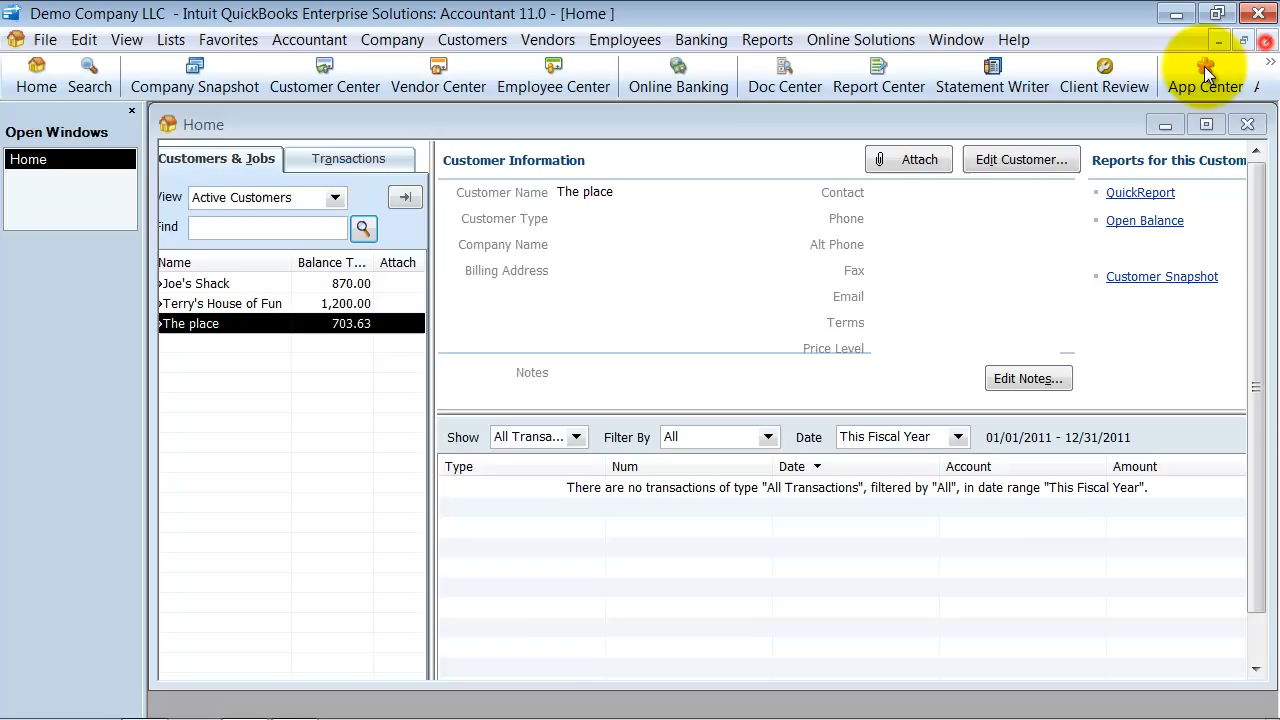 Demo Company LLC - Intuit QuickBooks Enterprise Solutions: Accountant 11.0 - [Home ]
File Edit View Lists Favorites Accountant Company Customers Vendors Employees Banking Reports Online Solutions Window Help
Home Search Company Snapshot Customer Center Vendor Center Employee Center Online Banking Doc Center Report Center Statement Writer Client Review App Center
Open Windows
Home
Home
Customers & Jobs Transactions
View Active Customers
Find
Name Balance T... Attach
Joe's Shack 870.00
Terry's House of Fun 1,200.00
The place 703.63
Customer Information Attach Edit Customer... Reports for this Custom
Customer Name The place Contact QuickReport
Customer Type Phone Open Balance
Company Name Alt Phone
Billing Address Fax Customer Snapshot
Email
Terms
Price Level
Notes Edit Notes...
Show All Transa... Filter By All Date This Fiscal Year 01/01/2011 - 12/31/2011
Type Num Date Account Amount
There are no transactions of type "All Transactions", filtered by "All", in date range "This Fiscal Year".